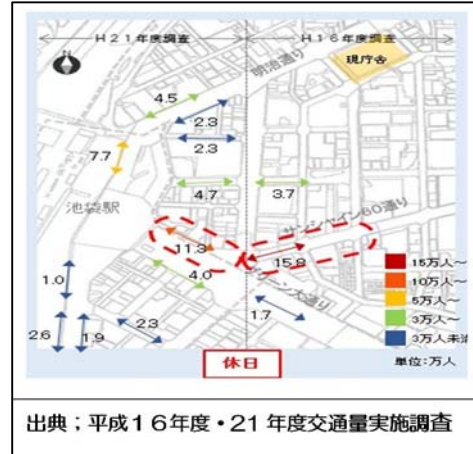 H21年度調査 H16年度調査
現庁舎
明治通り
4.5
2.3
2.3
7.7
4.7 3.7
池袋駅
サンシャイン60通り
11.3 15.8
4.0
グリーン大通り
1.0
1.7
2.3
2.6 1.9
15万人～
10万人～
5万人～
3万人～
3万人未満
休日
単位:万人
出典;平成16年度・21年度交通量実施調査